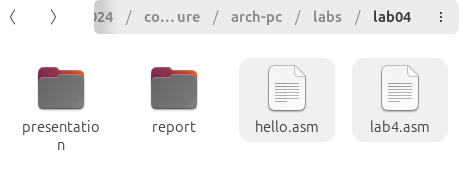 024 / co…ure / arch-pc / labs / lab04
presentatio
n
report
hello.asm
lab4.asm